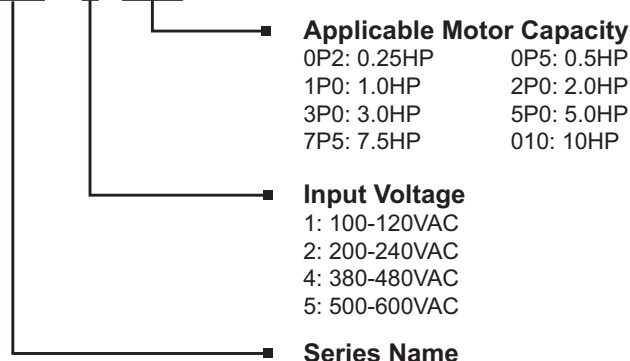 Applicable Motor Capacity
0P2: 0.25HP 0P5: 0.5HP
1P0: 1.0HP 2P0: 2.0HP
3P0: 3.0HP 5P0: 5.0HP
7P5: 7.5HP 010: 10HP
Input Voltage
1: 100-120VAC
2: 200-240VAC
4: 380-480VAC
5: 500-600VAC
Series Name